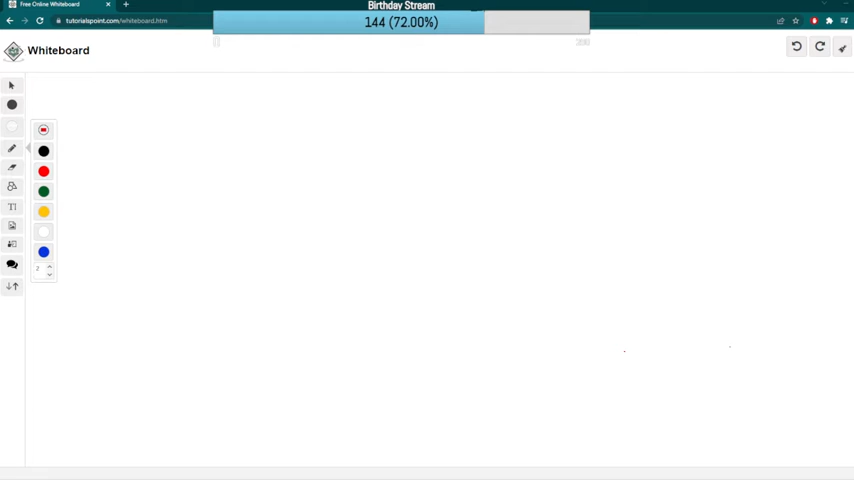 Birthday Stream
Free Online Whiteboard
144 (72.00%)
tutorialspoint.com/whiteboard.htm
0
200
Whiteboard
TI
2